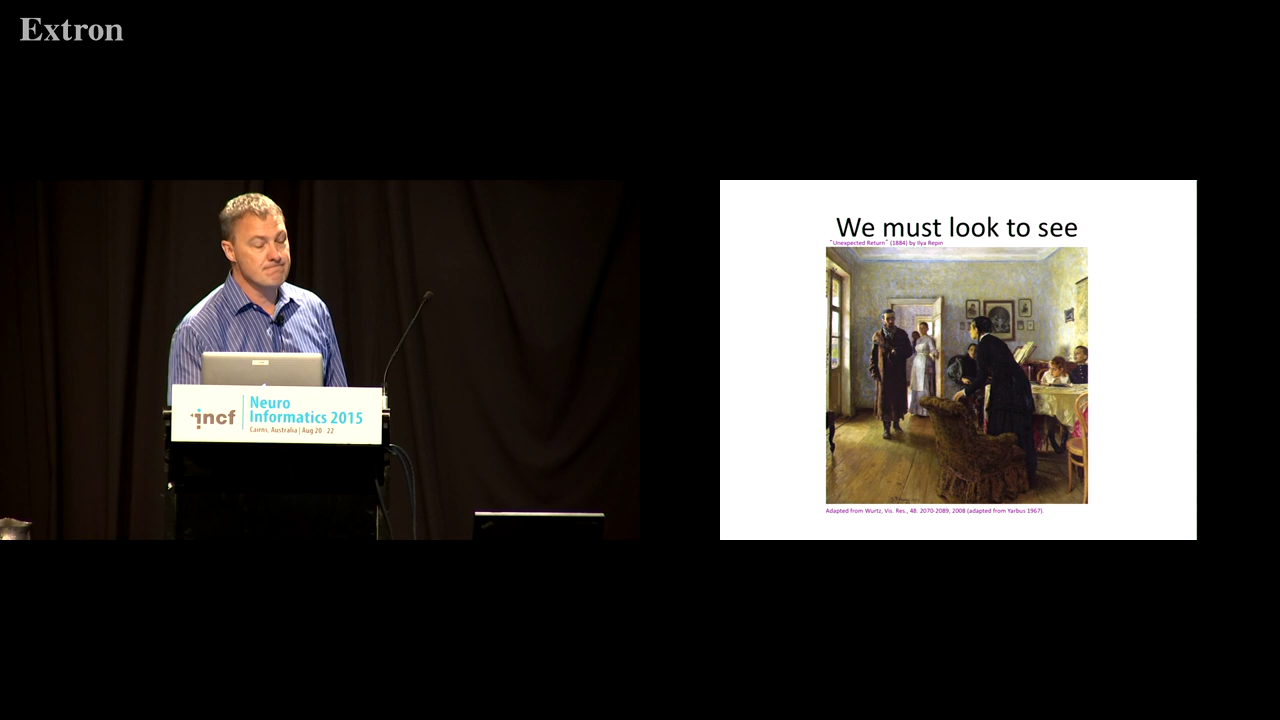 Extron
incf
Neuro
Informatics 2015
Cairns, Australia | Aug 20 - 22
We must look to see
"Unexpected Return" (1884) by Ilya Repin
Adapted from Wurtz, Vis. Res., 48. 2070-2089, 2008 (adapted from Yarbus 1967).